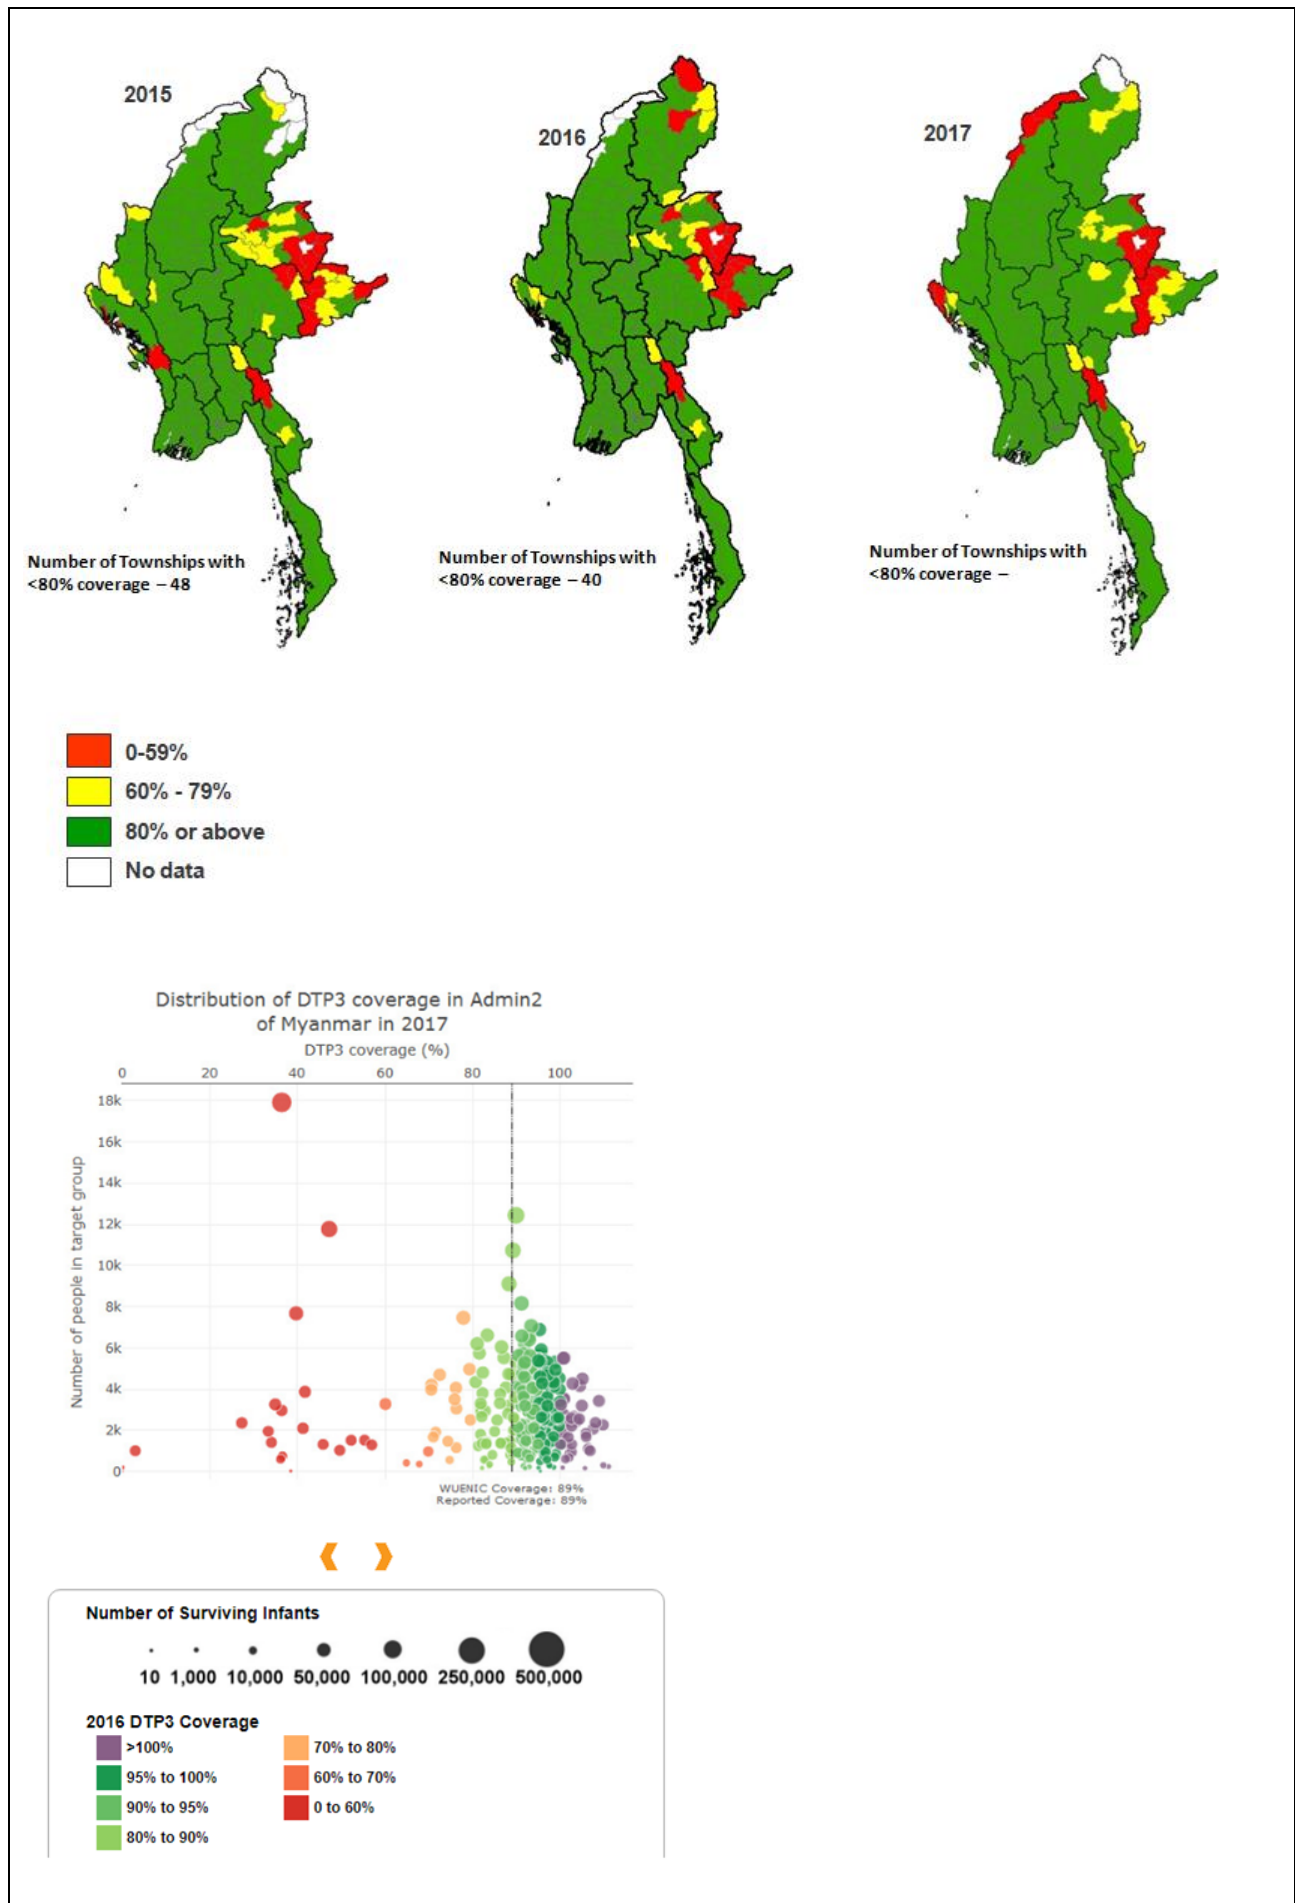 2015
2016
2017
Number of Townships with
<80% coverage – 48
Number of Townships with
<80% coverage – 40
Number of Townships with
<80% coverage –
0-59%
60% - 79%
80% or above
No data
Distribution of DTP3 coverage in Admin2
of Myanmar in 2017
DTP3 coverage (%)
0 20 40 60 80 100
Number of people in target group
18k
16k
14k
12k
10k
8k
6k
4k
2k
0
WUENIC Coverage: 89%
Reported Coverage: 89%
Number of Surviving Infants
10 1,000 10,000 50,000 100,000 250,000 500,000
2016 DTP3 Coverage
>100% 70% to 80%
95% to 100% 60% to 70%
90% to 95% 0 to 60%
80% to 90%